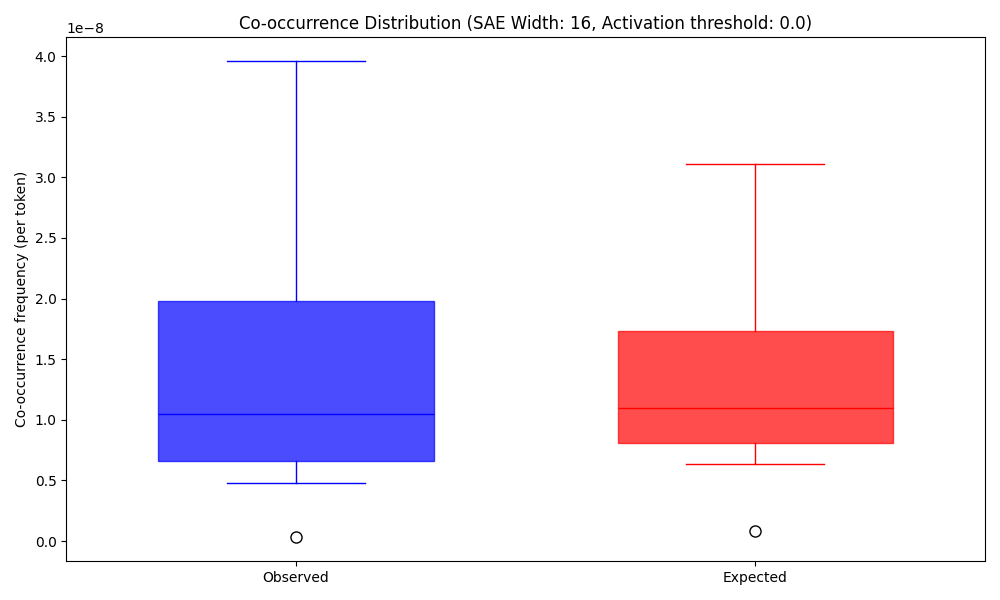 Co-occurrence Distribution (SAE Width: 16, Activation threshold: 0.0)
1e−8
Co-occurrence frequency (per token)
4.0
3.5
3.0
2.5
2.0
1.5
1.0
0.5
0.0
Observed
Expected